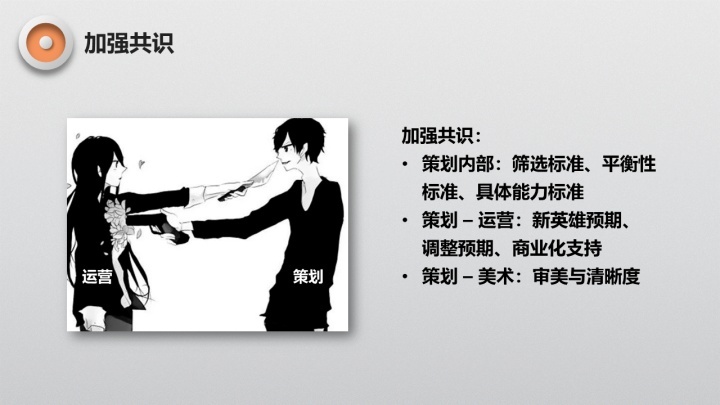 加强共识
加强共识：
• 策划内部：筛选标准、平衡性
标准、具体能力标准
• 策划 – 运营：新英雄预期、
调整预期、商业化支持
• 策划 – 美术：审美与清晰度
运营
策划